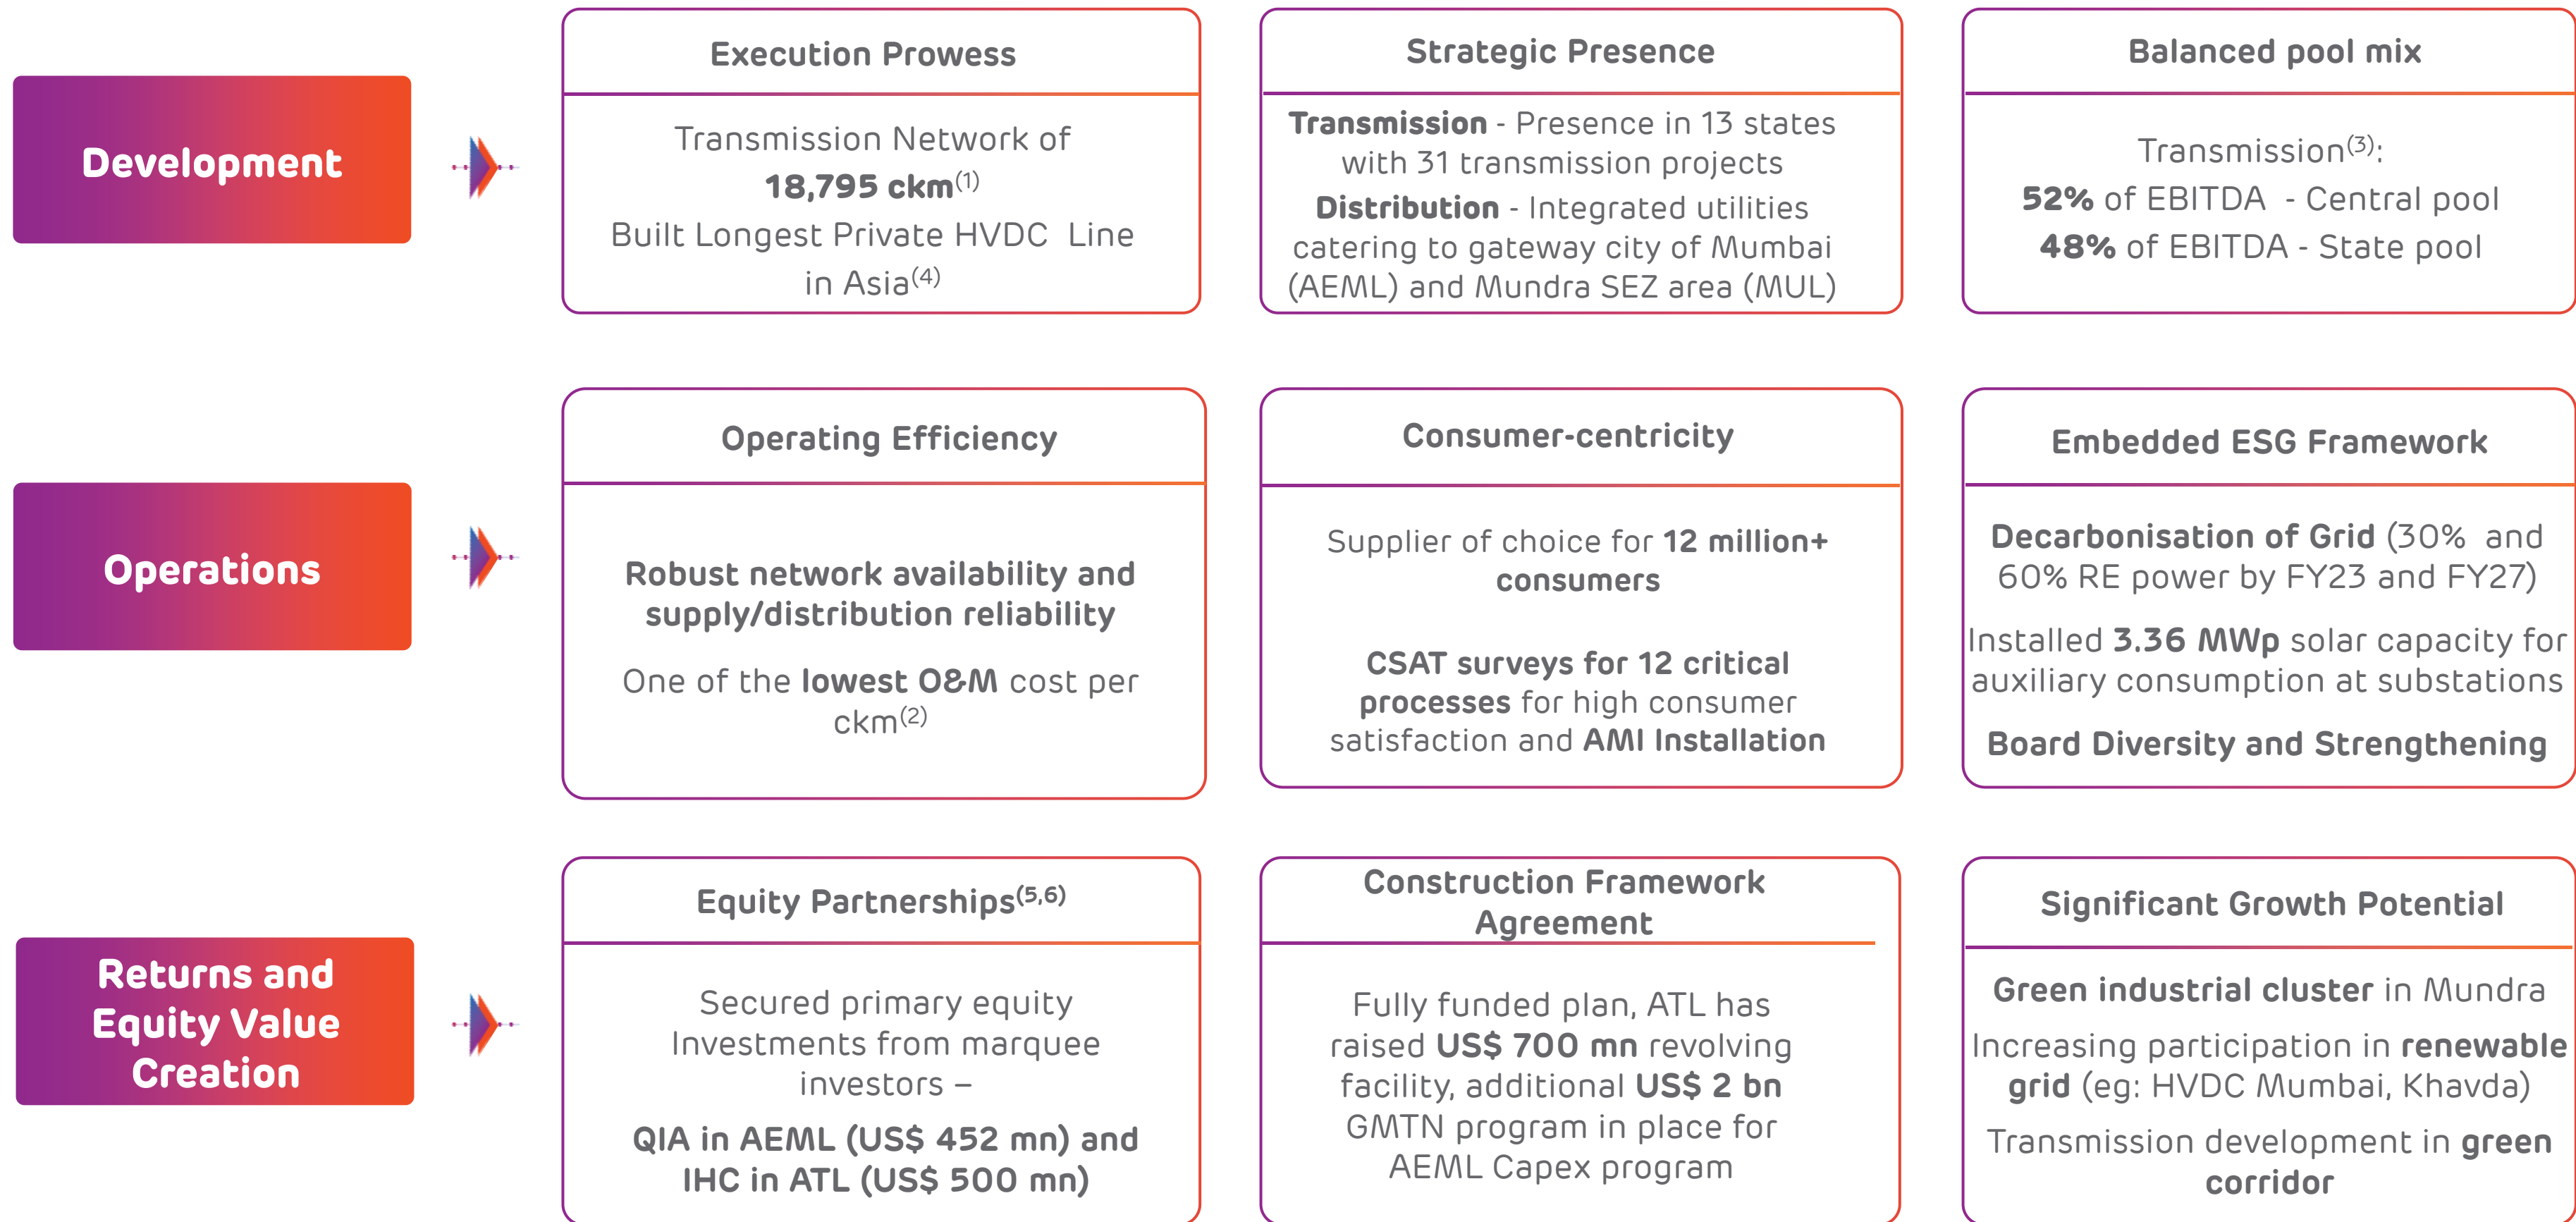 Development
Execution Prowess
Transmission Network of
18,795 ckm(1)
Built Longest Private HVDC Line
in Asia(4)
Strategic Presence
Transmission - Presence in 13 states
with 31 transmission projects
Distribution - Integrated utilities
catering to gateway city of Mumbai
(AEML) and Mundra SEZ area (MUL)
Balanced pool mix
Transmission(3):
52% of EBITDA - Central pool
48% of EBITDA - State pool
Operations
Operating Efficiency
Robust network availability and
supply/distribution reliability
One of the lowest O&M cost per
ckm(2)
Consumer-centricity
Supplier of choice for 12 million+
consumers
CSAT surveys for 12 critical
processes for high consumer
satisfaction and AMI Installation
Embedded ESG Framework
Decarbonisation of Grid (30% and
60% RE power by FY23 and FY27)
Installed 3.36 MWp solar capacity for
auxiliary consumption at substations
Board Diversity and Strengthening
Returns and
Equity Value
Creation
Equity Partnerships(5,6)
Secured primary equity
Investments from marquee
investors –
QIA in AEML (US$ 452 mn) and
IHC in ATL (US$ 500 mn)
Construction Framework
Agreement
Fully funded plan, ATL has
raised US$ 700 mn revolving
facility, additional US$ 2 bn
GMTN program in place for
AEML Capex program
Significant Growth Potential
Green industrial cluster in Mundra
Increasing participation in renewable
grid (eg: HVDC Mumbai, Khavda)
Transmission development in green
corridor